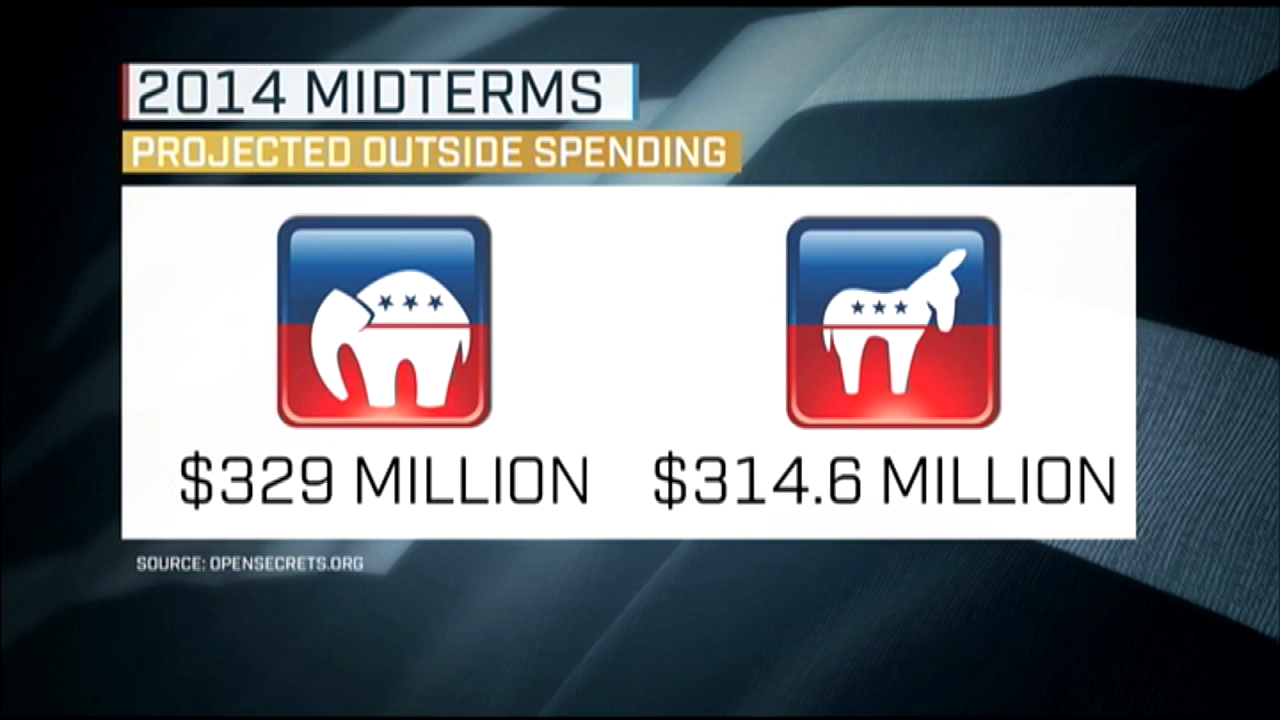 2014 MIDTERMS
PROJECTED OUTSIDE SPENDING
$329 MILLION
$314.6 MILLION
SOURCE: OPENSECRETS.ORG